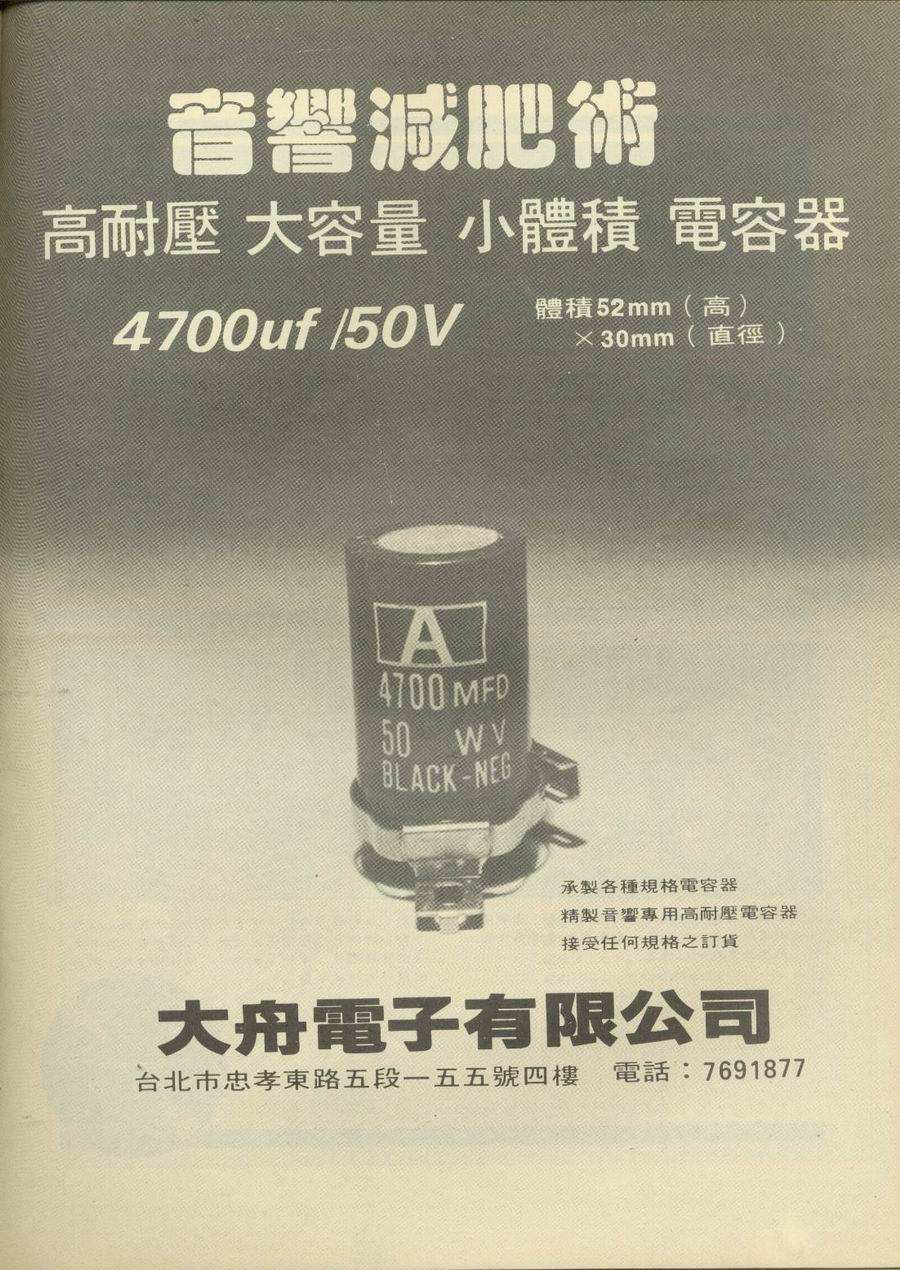 音響減肥術
高耐壓 大容量 小體積 電容器
4700uf /50V
體積52mm（高）
×30mm（直徑）
A
4700 MFD
50 WV
BLACK-NEG
承製各種規格電容器
精製音響專用高耐壓電容器
接受任何規格之訂貨
大舟電子有限公司
台北市忠孝東路五段一五五號四樓 電話：7691877